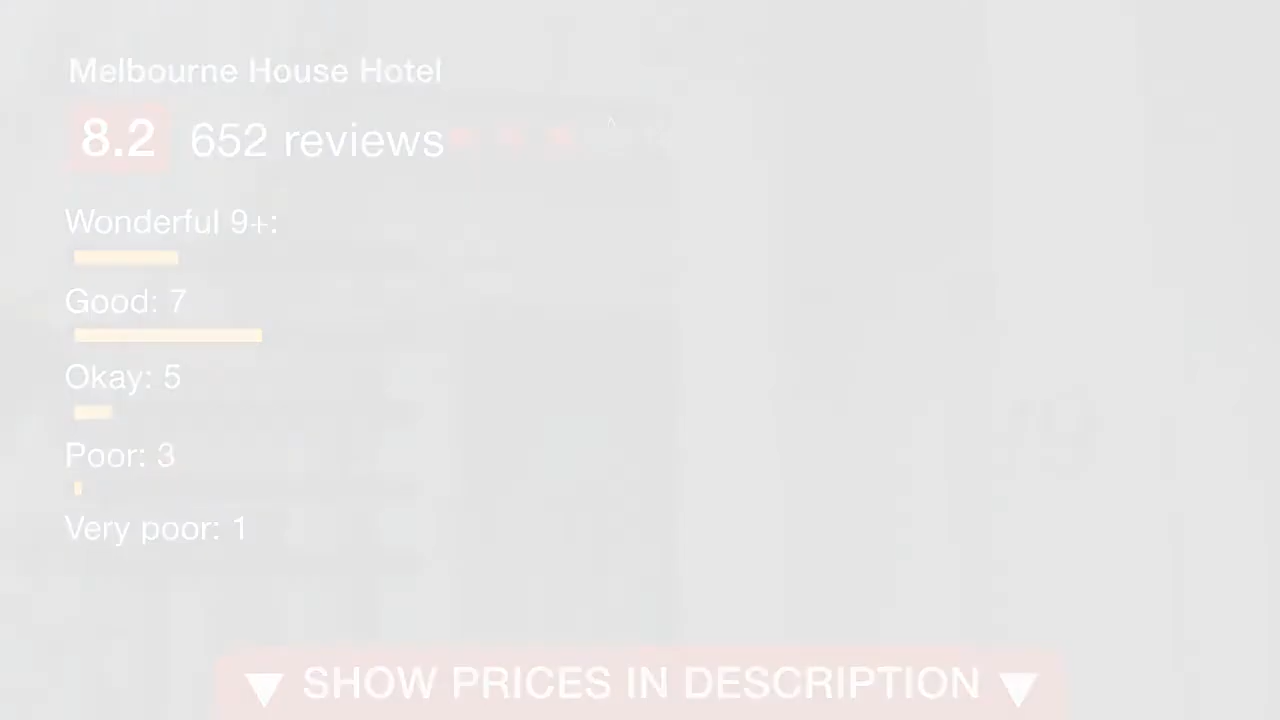 Melbourne House Hotel
8.2 652 reviews
Wonderful 9+:
Good: 7
Okay: 5
Poor: 3
Very poor: 1
▼ SHOW PRICES IN DESCRIPTION ▼